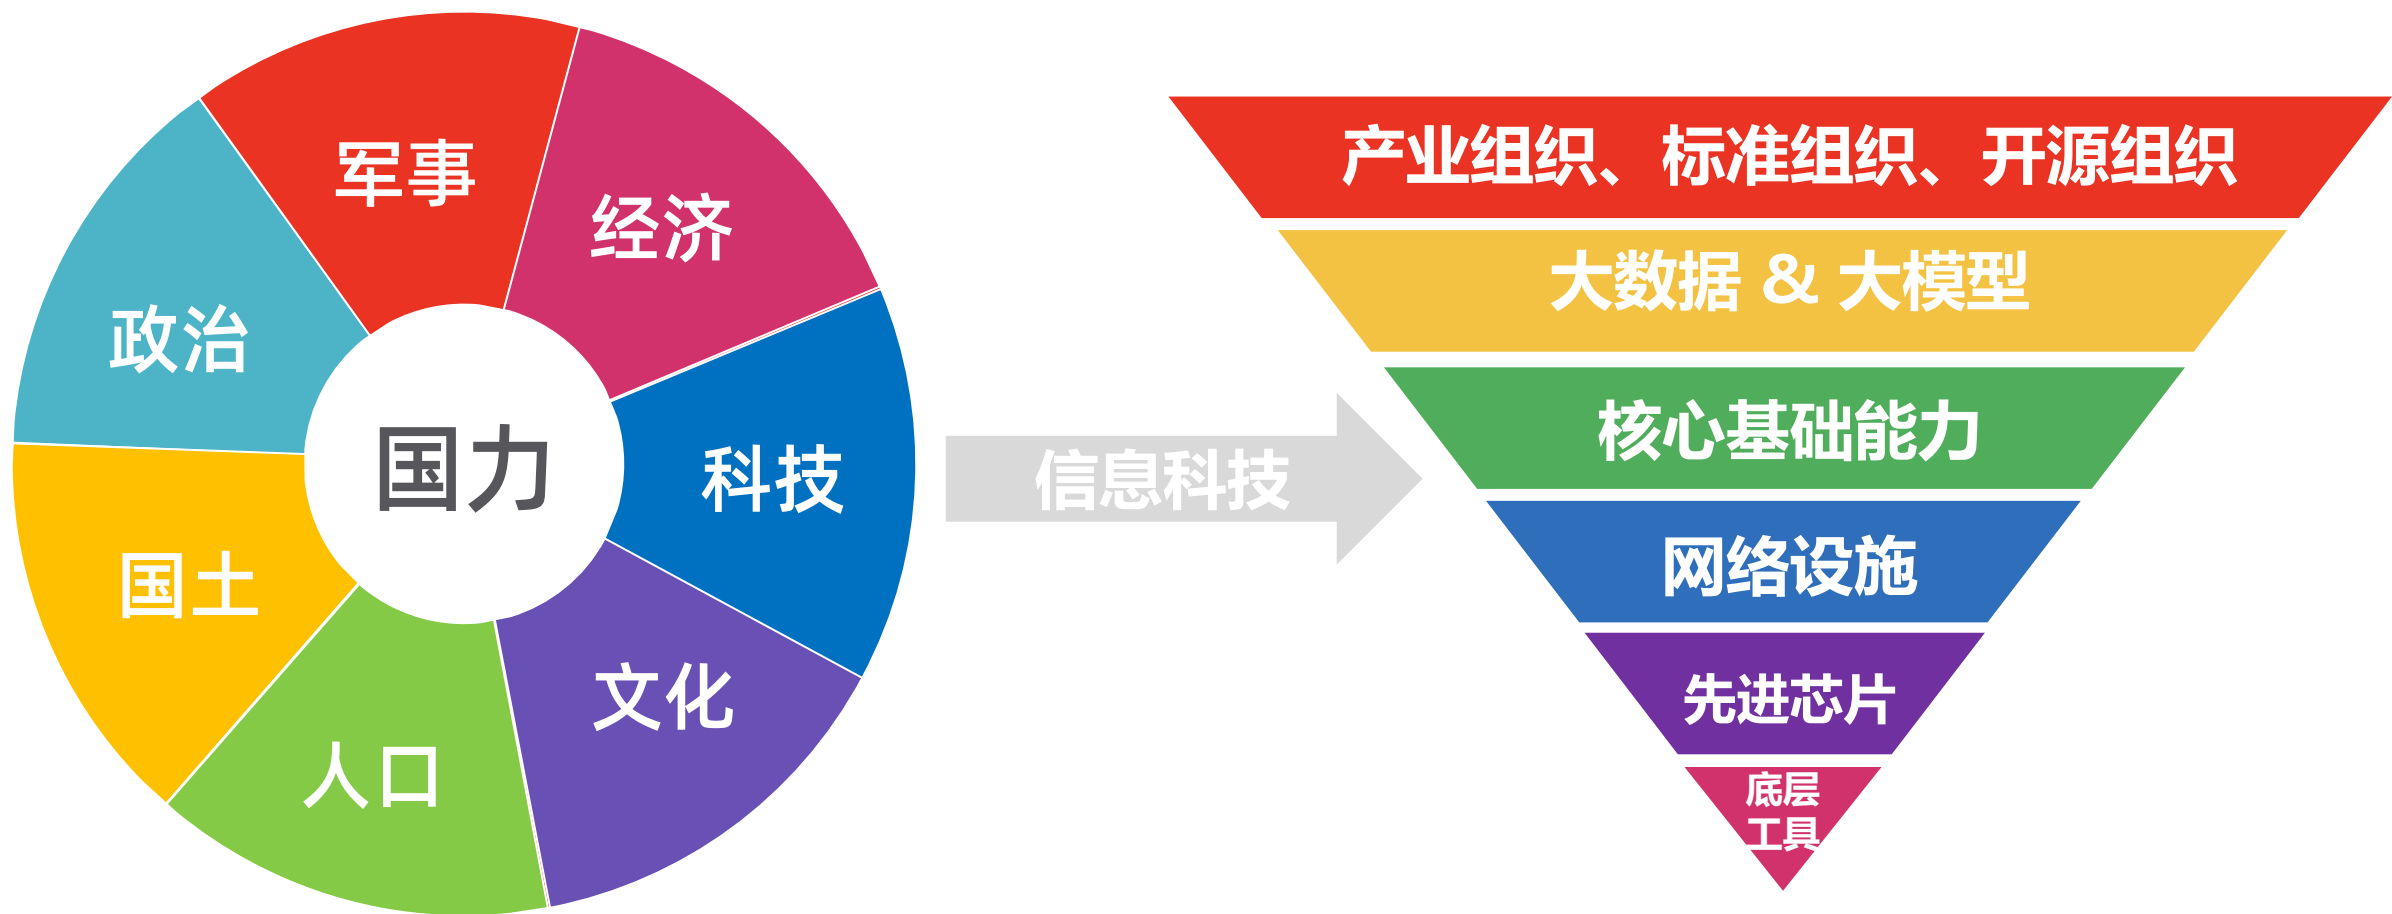 军事
经济
政治
国力
科技
国土
文化
人口
信息科技
产业组织、标准组织、开源组织
大数据 & 大模型
核心基础能力
网络设施
先进芯片
底层
工具